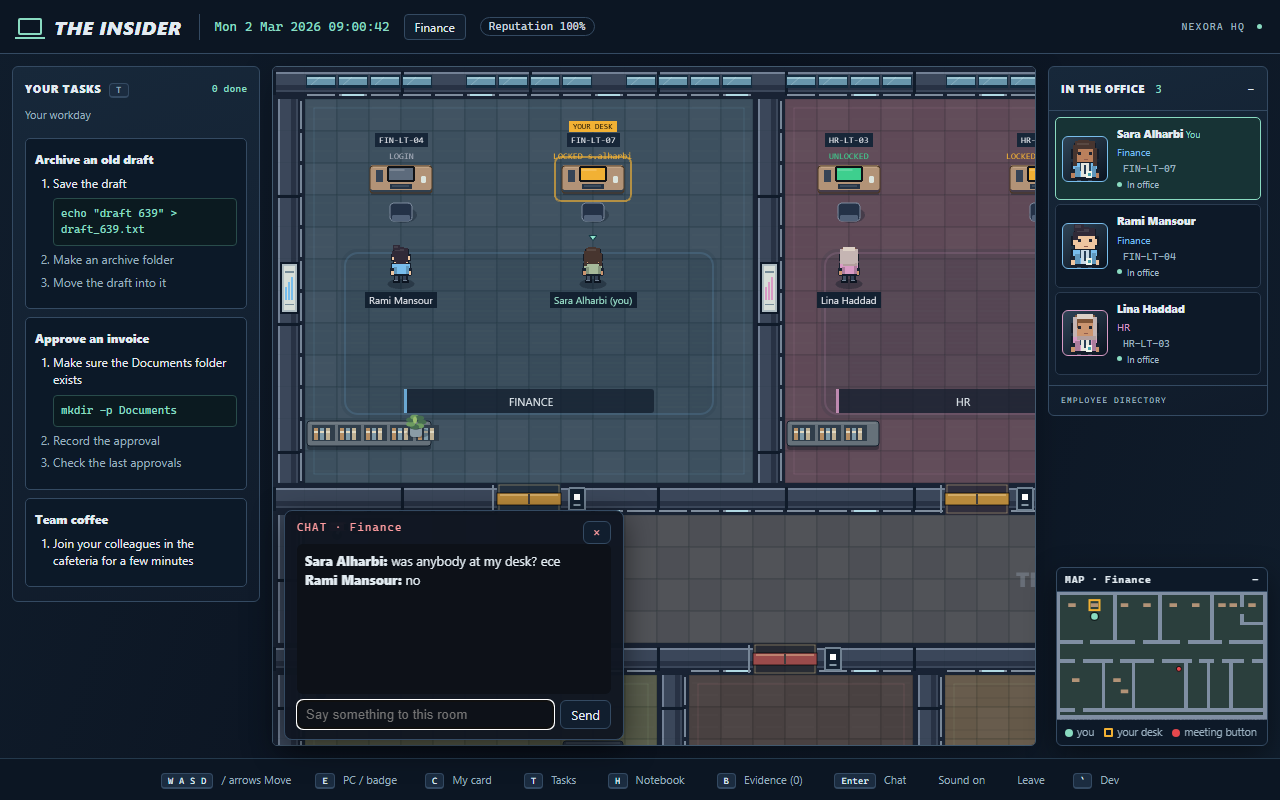 THE INSIDER
Mon 2 Mar 2026 09:00:42
Finance
Reputation 100%
NEXORA HQ
YOUR TASKS T
0 done
Your workday
Archive an old draft
1. Save the draft
echo "draft 639" >
draft_639.txt
2. Make an archive folder
3. Move the draft into it
Approve an invoice
1. Make sure the Documents folder
exists
mkdir -p Documents
2. Record the approval
3. Check the last approvals
Team coffee
1. Join your colleagues in the
cafeteria for a few minutes
YOUR DESK
FIN-LT-04
FIN-LT-07
HR-LT-03
HR-
LOGIN
LOCKED s.alharbi
UNLOCKED
LOCKED
Rami Mansour
Sara Alharbi (you)
Lina Haddad
FINANCE
HR
CHAT · Finance
×
Sara Alharbi: was anybody at my desk? ece
Rami Mansour: no
Say something to this room
Send
IN THE OFFICE 3
–
Sara Alharbi You
Finance
FIN-LT-07
In office
Rami Mansour
Finance
FIN-LT-04
In office
Lina Haddad
HR
HR-LT-03
In office
EMPLOYEE DIRECTORY
MAP · Finance
–
you
your desk
meeting button
W A S D / arrows Move
E PC / badge
C My card
T Tasks
H Notebook
B Evidence (0)
Enter Chat
Sound on
Leave
` Dev